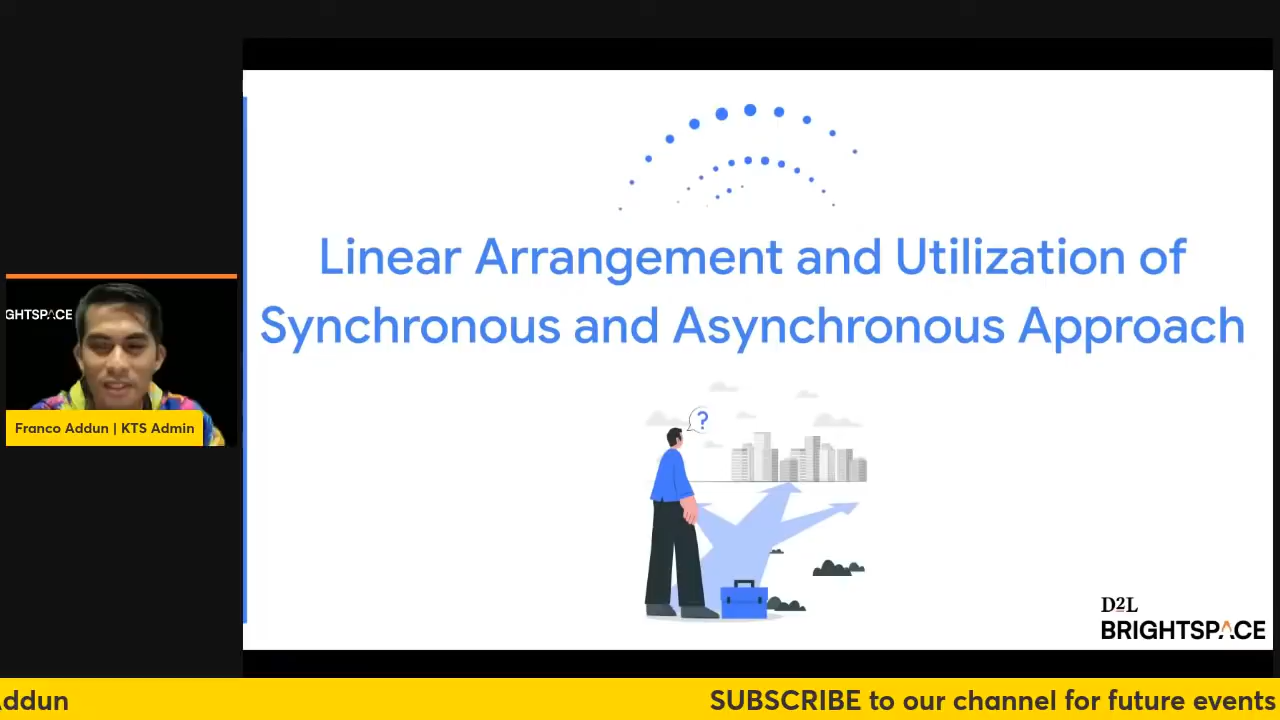 Linear Arrangement and Utilization of
Synchronous and Asynchronous Approach
?
GHTSPACE
Franco Addun | KTS Admin
D2L
BRIGHTSPACE
Addun
SUBSCRIBE to our channel for future events